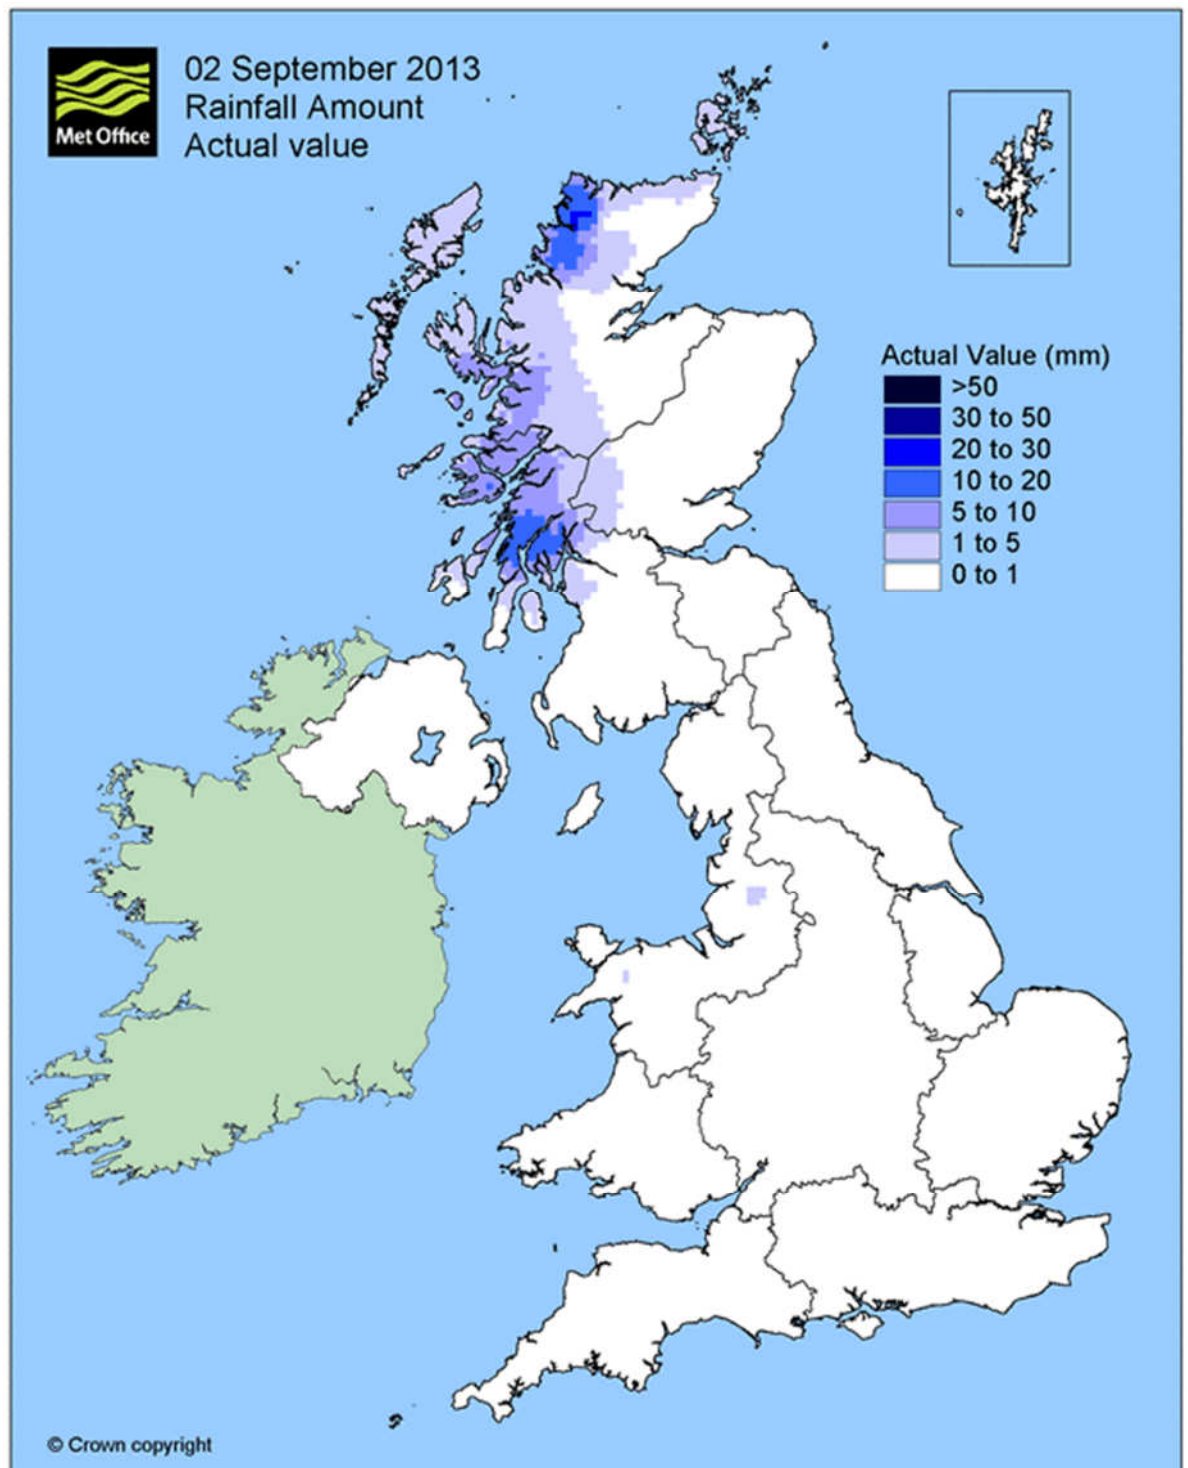 02 September 2013
Rainfall Amount
Actual value
Met Office
Actual Value (mm)
>50
30 to 50
20 to 30
10 to 20
5 to 10
1 to 5
0 to 1
© Crown copyright